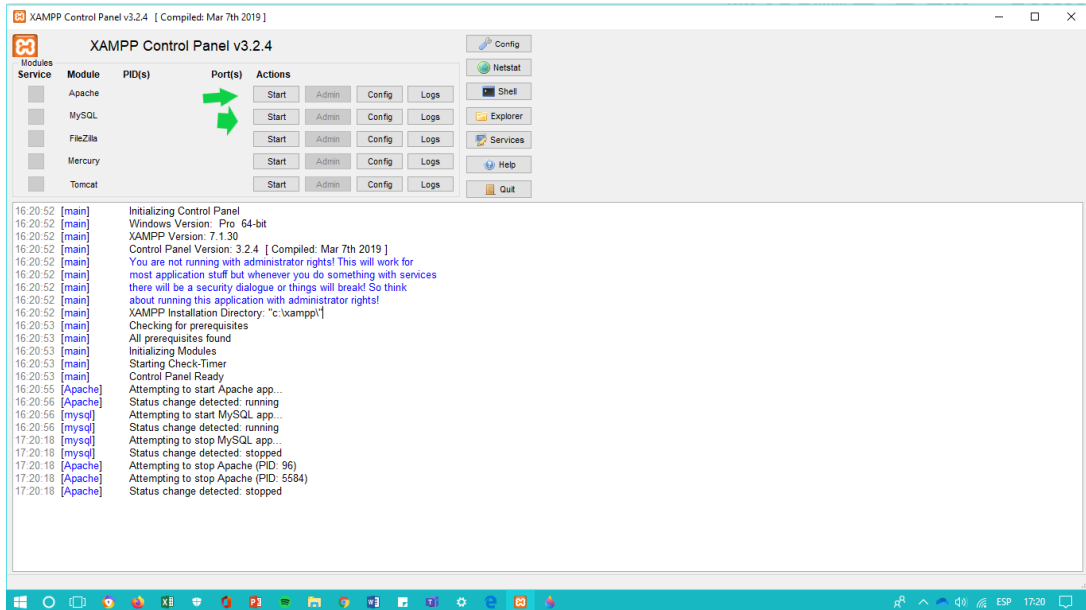 XAMPP Control Panel v3.2.4 [ Compiled: Mar 7th 2019 ]
XAMPP Control Panel v3.2.4
Config
Modules
Service Module PID(s) Port(s) Actions
Netstat
Apache Start Admin Config Logs
Shell
MySQL Start Admin Config Logs
Explorer
FileZilla Start Admin Config Logs
Services
Mercury Start Admin Config Logs
Help
Tomcat Start Admin Config Logs
Quit
16:20:52 [main] Initializing Control Panel
16:20:52 [main] Windows Version: Pro 64-bit
16:20:52 [main] XAMPP Version: 7.1.30
16:20:52 [main] Control Panel Version: 3.2.4 [ Compiled: Mar 7th 2019 ]
16:20:52 [main] You are not running with administrator rights! This will work for
16:20:52 [main] most application stuff but whenever you do something with services
16:20:52 [main] there will be a security dialogue or things will break! So think
16:20:52 [main] about running this application with administrator rights!
16:20:52 [main] XAMPP Installation Directory: "c:\xampp\"
16:20:53 [main] Checking for prerequisites
16:20:53 [main] All prerequisites found
16:20:53 [main] Initializing Modules
16:20:53 [main] Starting Check-Timer
16:20:53 [main] Control Panel Ready
16:20:55 [Apache] Attempting to start Apache app...
16:20:56 [Apache] Status change detected: running
16:20:56 [mysql] Attempting to start MySQL app...
16:20:56 [mysql] Status change detected: running
17:20:18 [mysql] Attempting to stop MySQL app...
17:20:18 [mysql] Status change detected: stopped
17:20:18 [Apache] Attempting to stop Apache (PID: 96)
17:20:18 [Apache] Attempting to stop Apache (PID: 5584)
17:20:18 [Apache] Status change detected: stopped
ESP 17:20